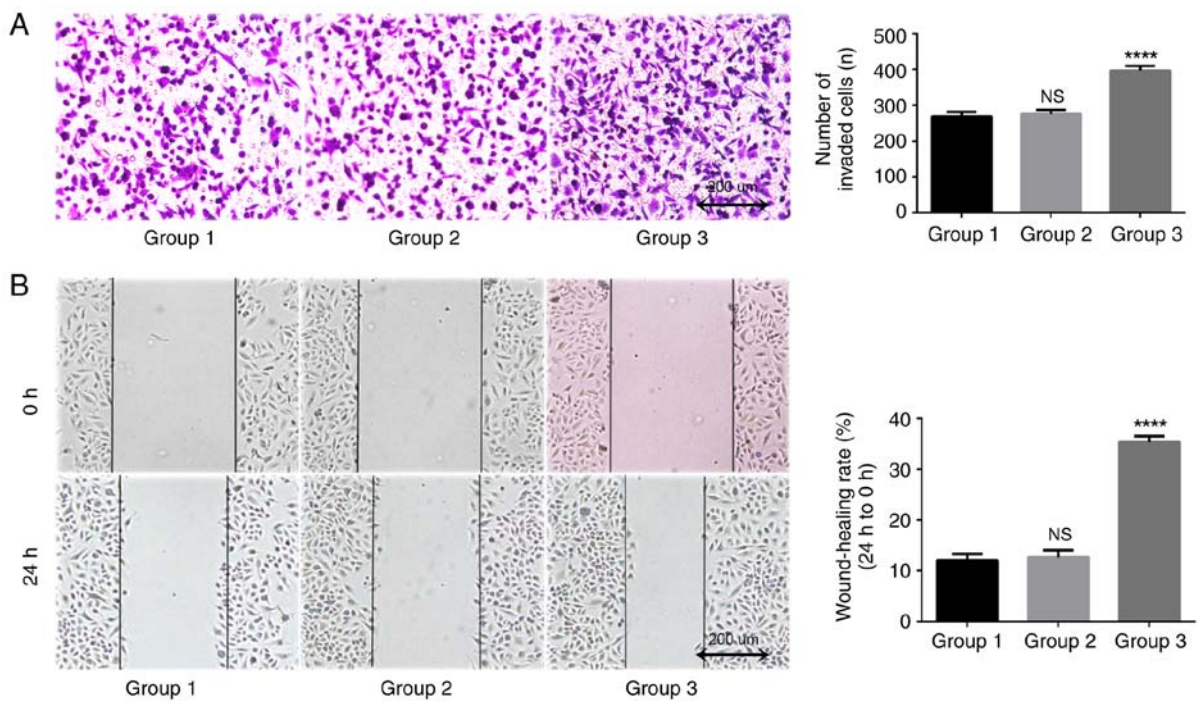 A
200 um
Group 1
Group 2
Group 3
Number of
invaded cells (n)
500
400
300
200
100
0
NS
****
Group 1
Group 2
Group 3
B
0 h
24 h
200 um
Group 1
Group 2
Group 3
Wound-healing rate (%)
(24 h to 0 h)
40
30
20
10
0
NS
****
Group 1
Group 2
Group 3